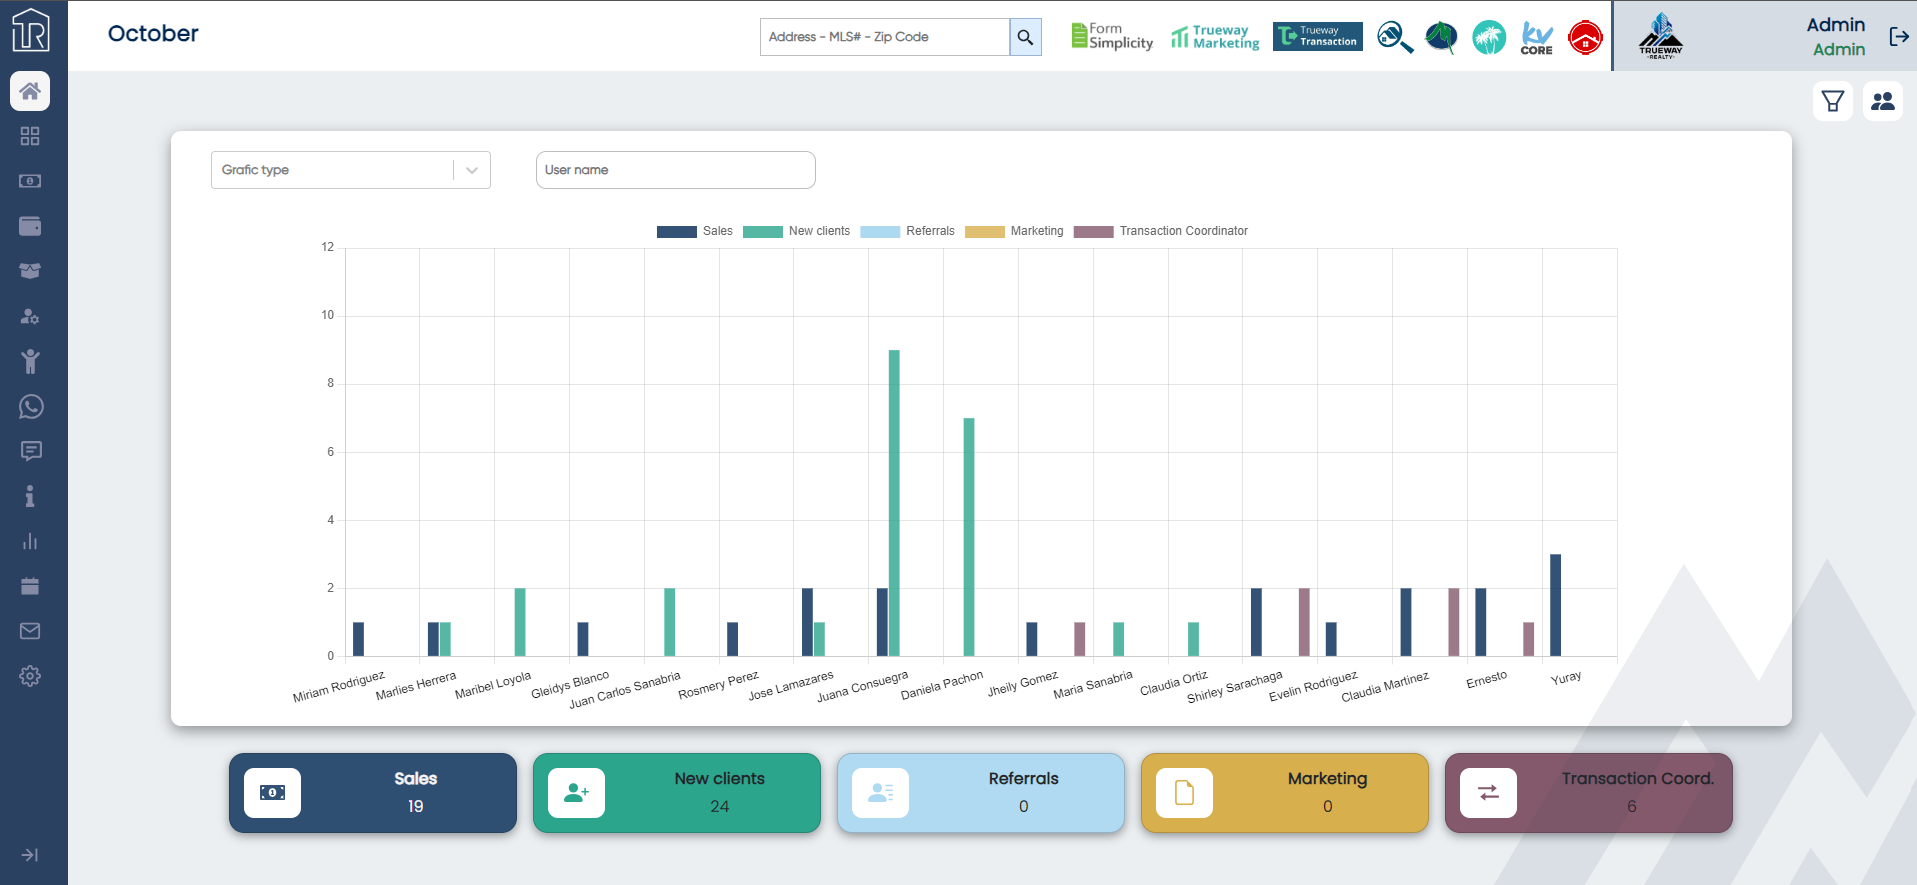 October
Address - MLS# - Zip Code
Form Simplicity
Trueway Marketing
Trueway Transaction
kv CORE
TRUEWAY
REALTY
Admin
Admin
TR
Grafic type
User name
Sales New clients Referrals Marketing Transaction Coordinator
12
10
8
6
4
2
0
Miriam Rodriguez Marlies Herrera Maribel Loyola Gleidys Blanco Juan Carlos Sanabria Rosmery Perez Jose Lamazares Juana Consuegra Daniela Pachon Jheily Gomez Maria Sanabria Claudia Ortiz Shirley Sarachaga Evelin Rodriguez Claudia Martinez Ernesto Yuray
Sales
19
New clients
24
Referrals
0
Marketing
0
Transaction Coord.
6